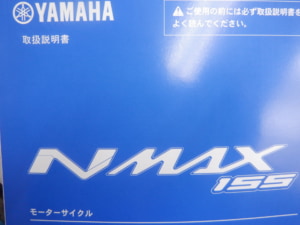 YAMAHA
取扱説明書
⚠ ご使用の前には必ず取扱説明書を
よく読んでください。
NMAX
155
モーターサイクル